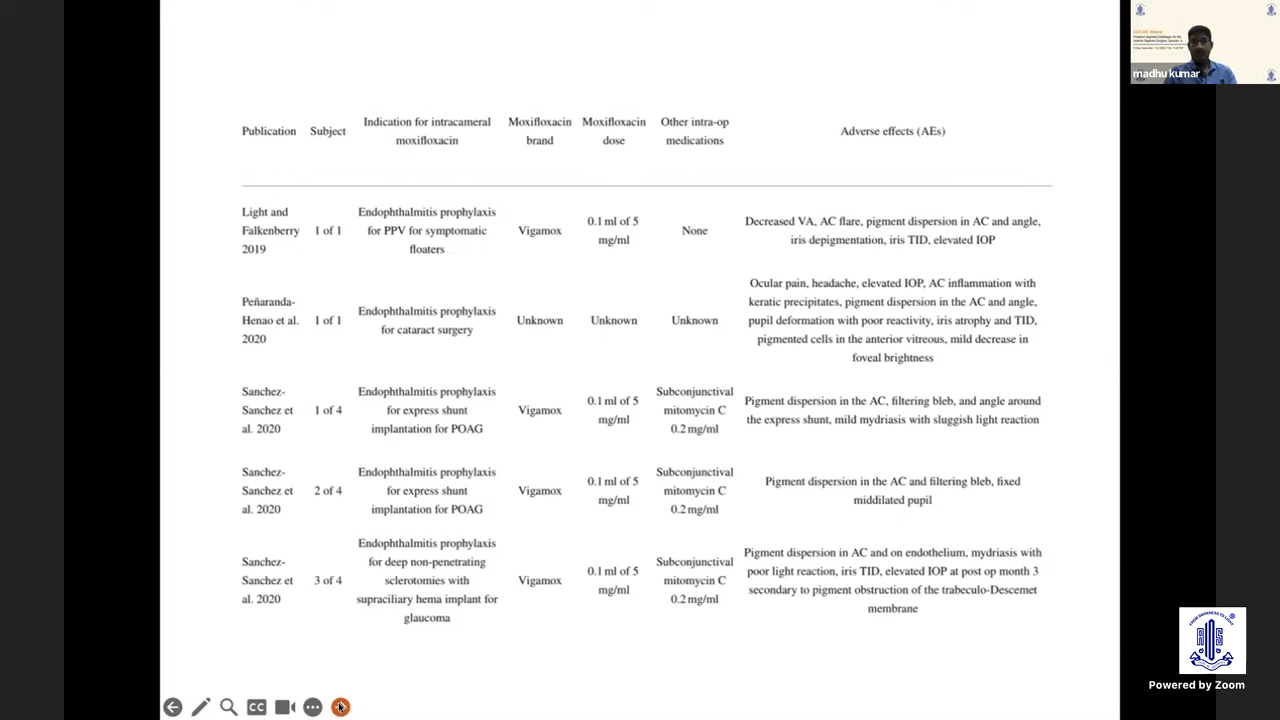 Publication Subject Indication for intracameral moxifloxacin Moxifloxacin brand Moxifloxacin dose Other intra-op medications Adverse effects (AEs)
Light and Falkenberry 2019 1 of 1 Endophthalmitis prophylaxis for PPV for symptomatic floaters Vigamox 0.1 ml of 5 mg/ml None Decreased VA, AC flare, pigment dispersion in AC and angle, iris depigmentation, iris TID, elevated IOP
Peñaranda-Henao et al. 2020 1 of 1 Endophthalmitis prophylaxis for cataract surgery Unknown Unknown Unknown Ocular pain, headache, elevated IOP, AC inflammation with keratic precipitates, pigment dispersion in the AC and angle, pupil deformation with poor reactivity, iris atrophy and TID, pigmented cells in the anterior vitreous, mild decrease in foveal brightness
Sanchez-Sanchez et al. 2020 1 of 4 Endophthalmitis prophylaxis for express shunt implantation for POAG Vigamox 0.1 ml of 5 mg/ml Subconjunctival mitomycin C 0.2 mg/ml Pigment dispersion in the AC, filtering bleb, and angle around the express shunt, mild mydriasis with sluggish light reaction
Sanchez-Sanchez et al. 2020 2 of 4 Endophthalmitis prophylaxis for express shunt implantation for POAG Vigamox 0.1 ml of 5 mg/ml Subconjunctival mitomycin C 0.2 mg/ml Pigment dispersion in the AC and filtering bleb, fixed middilated pupil
Sanchez-Sanchez et al. 2020 3 of 4 Endophthalmitis prophylaxis for deep non-penetrating sclerotomies with supraciliary hema implant for glaucoma Vigamox 0.1 ml of 5 mg/ml Subconjunctival mitomycin C 0.2 mg/ml Pigment dispersion in AC and on endothelium, mydriasis with poor light reaction, iris TID, elevated IOP at post op month 3 secondary to pigment obstruction of the trabeculo-Descemet membrane
madhu kumar
CC
Powered by Zoom